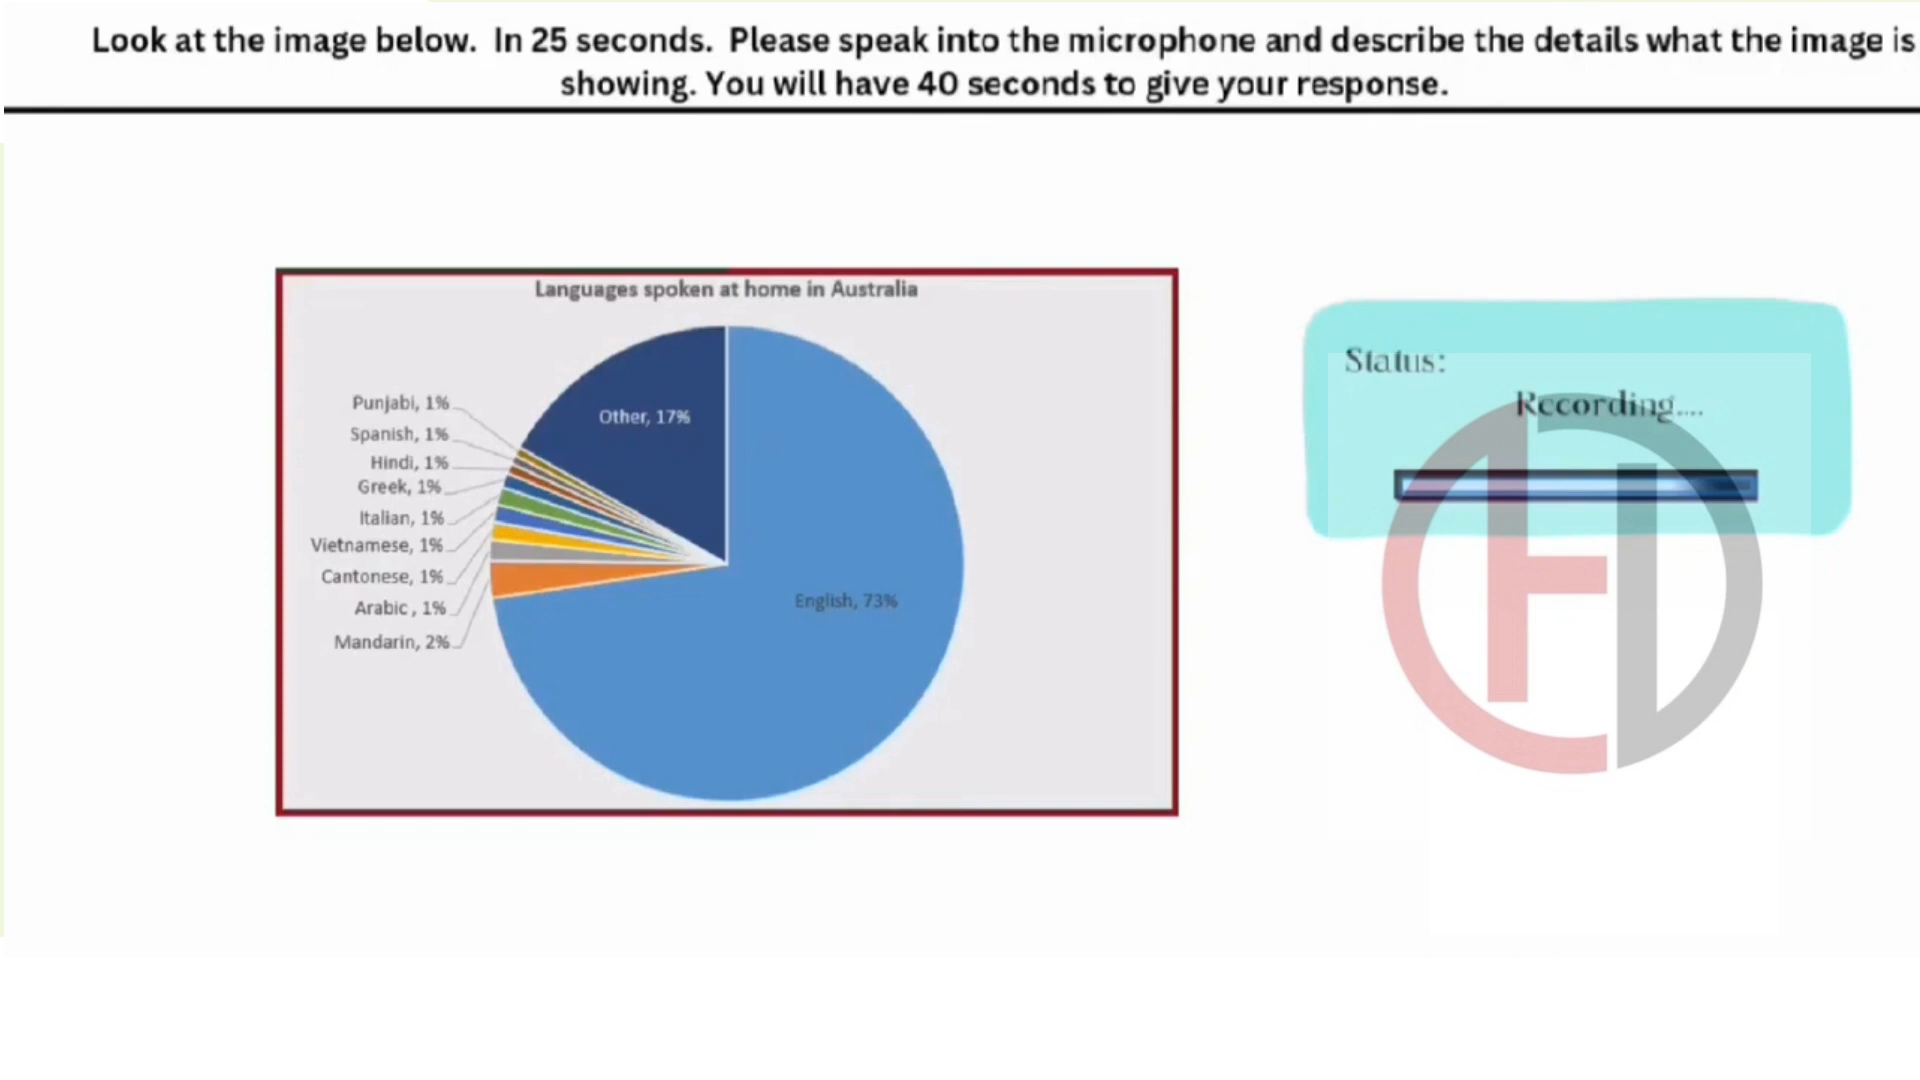 Look at the image below. In 25 seconds. Please speak into the microphone and describe the details what the image is
showing. You will have 40 seconds to give your response.
Languages spoken at home in Australia
Punjabi, 1%
Spanish, 1%
Hindi, 1%
Greek, 1%
Italian, 1%
Vietnamese, 1%
Cantonese, 1%
Arabic , 1%
Mandarin, 2%
Other, 17%
English, 73%
Status:
Recording....